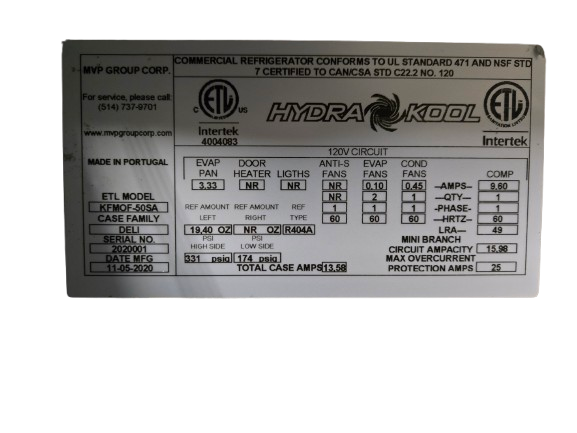 MVP GROUP CORP.
For service, please call:
(514) 737-9701
www.mvpgroupcorp.com
MADE IN PORTUGAL
ETL MODEL
KFMOF-50SA
CASE FAMILY
DELI
SERIAL NO.
2020001
DATE MFG
11-05-2020
COMMERCIAL REFRIGERATOR CONFORMS TO UL STANDARD 471 AND NSF STD
7 CERTIFIED TO CAN/CSA STD C22.2 NO. 120
C ETL US
Intertek
4004083
HYDRA KOOL
ETL
Intertek
120V CIRCUIT
EVAP PAN DOOR HEATER LIGTHS ANTI-S FANS EVAP FANS COND FANS COMP
3.33 NR NR NR 0.10 0.45 —AMPS— 9.60
NR 2 1 —QTY— 1
REF AMOUNT LEFT REF AMOUNT RIGHT REF TYPE 1 1 1 —PHASE— 1
60 60 60 —HRTZ— 60
19,40 OZ NR OZ R404A LRA— 49
PSI HIGH SIDE PSI LOW SIDE
331 psig 174 psig
TOTAL CASE AMPS 13.58
MINI BRANCH
CIRCUIT AMPACITY 15.98
MAX OVERCURRENT
PROTECTION AMPS 25